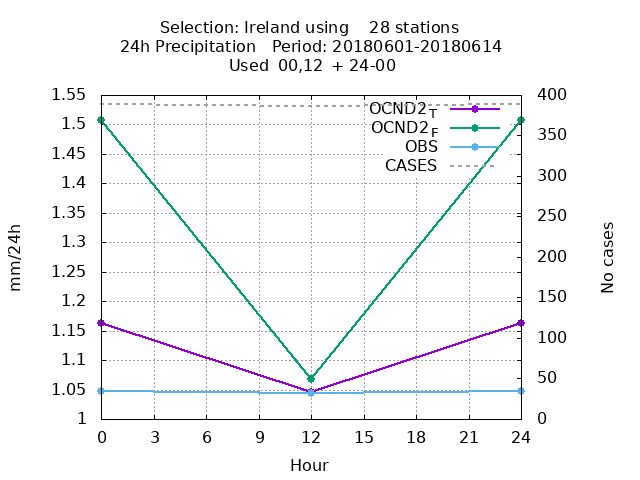 Selection: Ireland using    28 stations
24h Precipitation   Period: 20180601-20180614
Used  00,12  + 24-00
1.55
1.5
1.45
1.4
1.35
1.3
1.25
1.2
1.15
1.1
1.05
1
400
350
300
250
200
150
100
50
0
OCND2_T
OCND2_F
OBS
CASES
mm/24h
No cases
0 3 6 9 12 15 18 21 24
Hour